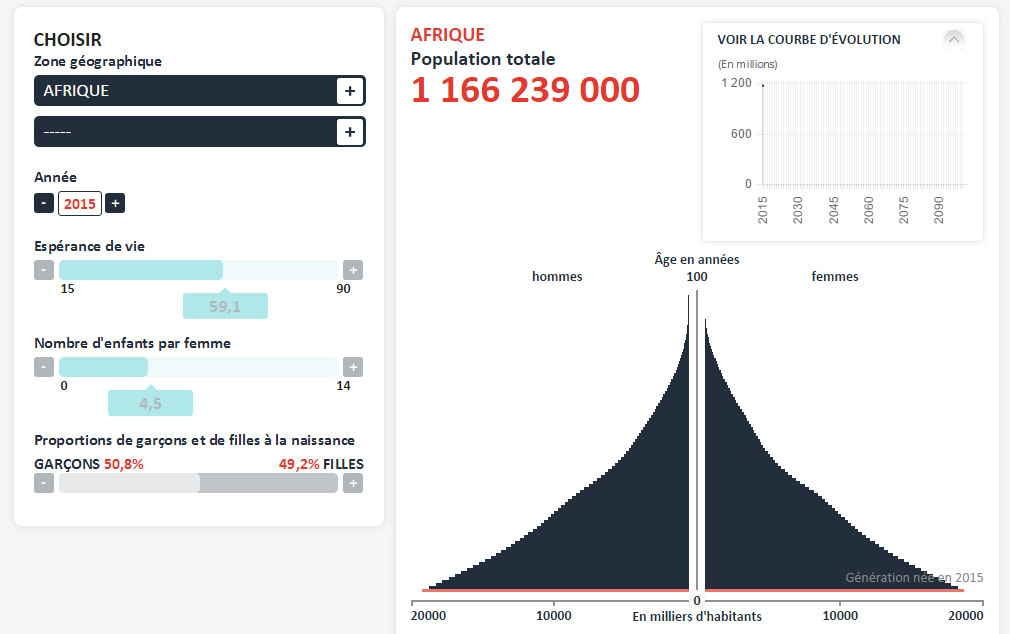 CHOISIR
Zone géographique
AFRIQUE
+
-----
+
Année
- 2015 +
Espérance de vie
- +
15 90
59,1
Nombre d'enfants par femme
- +
0 14
4,5
Proportions de garçons et de filles à la naissance
GARÇONS 50,8% 49,2% FILLES
- +
AFRIQUE
Population totale
1 166 239 000
VOIR LA COURBE D'ÉVOLUTION
(En millions)
1 200
600
0
2015 2030 2045 2060 2075 2090
Âge en années
hommes 100 femmes
Génération née en 2015
0
20000 10000 En milliers d'habitants 10000 20000